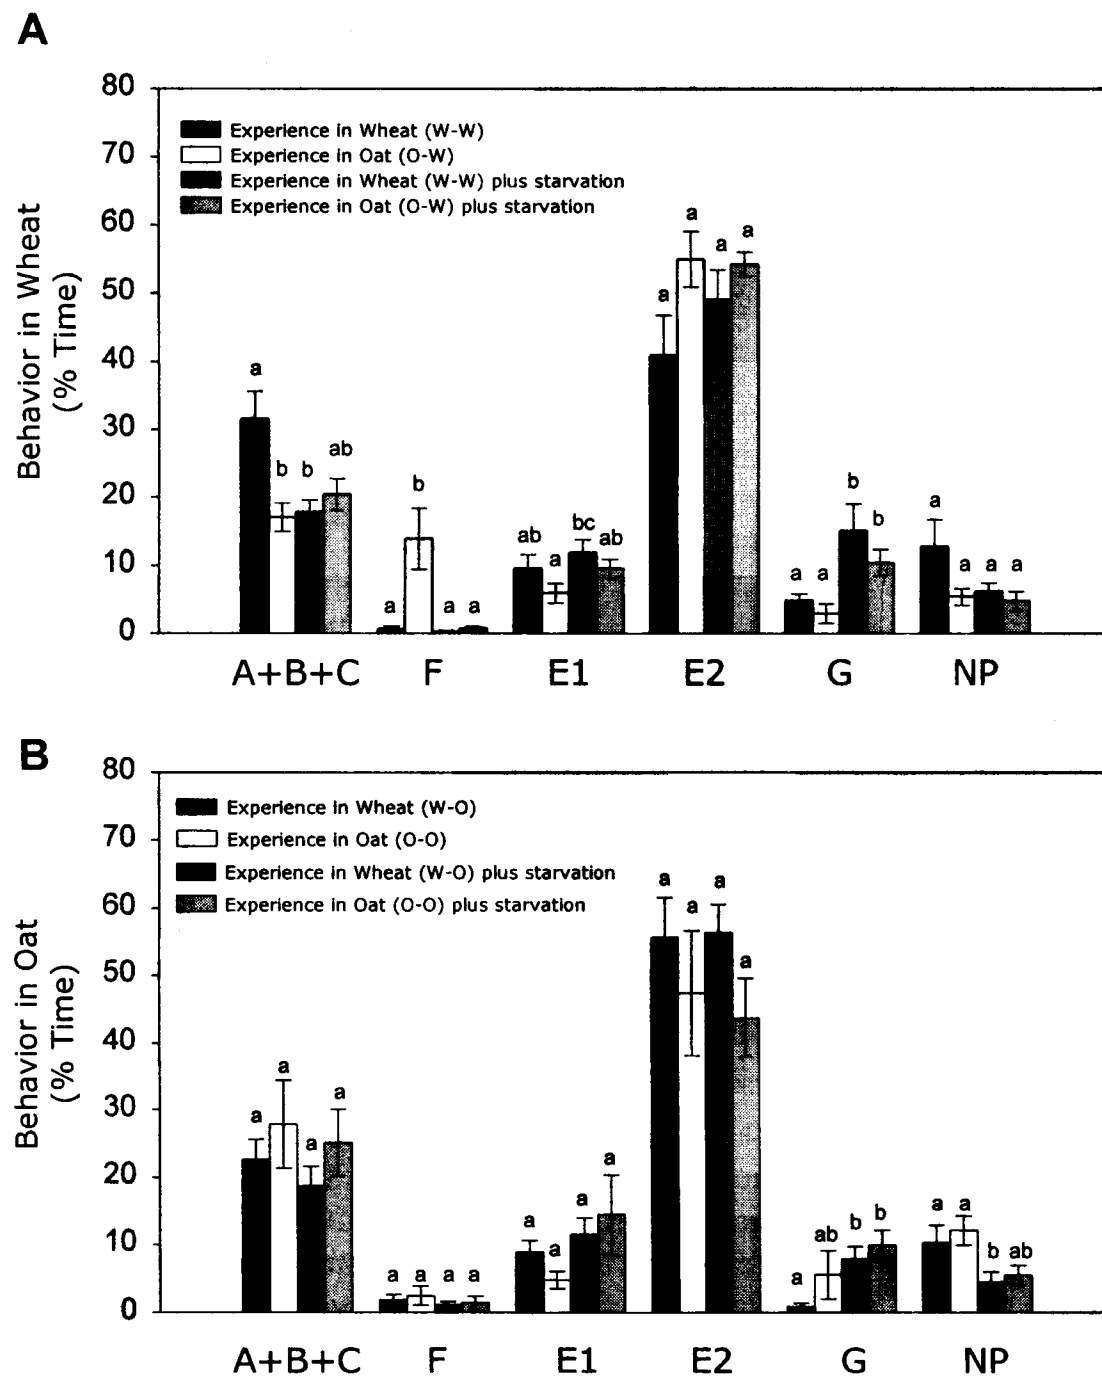 A
Behavior in Wheat
(% Time)
80
70
60
50
40
30
20
10
0
Experience in Wheat (W-W)
Experience in Oat (O-W)
Experience in Wheat (W-W) plus starvation
Experience in Oat (O-W) plus starvation
a b b ab
a b a a
ab a bc ab
a a a a
a a b b
a a a a
A+B+C F E1 E2 G NP
B
Behavior in Oat
(% Time)
80
70
60
50
40
30
20
10
0
Experience in Wheat (W-O)
Experience in Oat (O-O)
Experience in Wheat (W-O) plus starvation
Experience in Oat (O-O) plus starvation
a a a a
a a a a
a a a a
a a a a
a ab b b
a a b ab
A+B+C F E1 E2 G NP